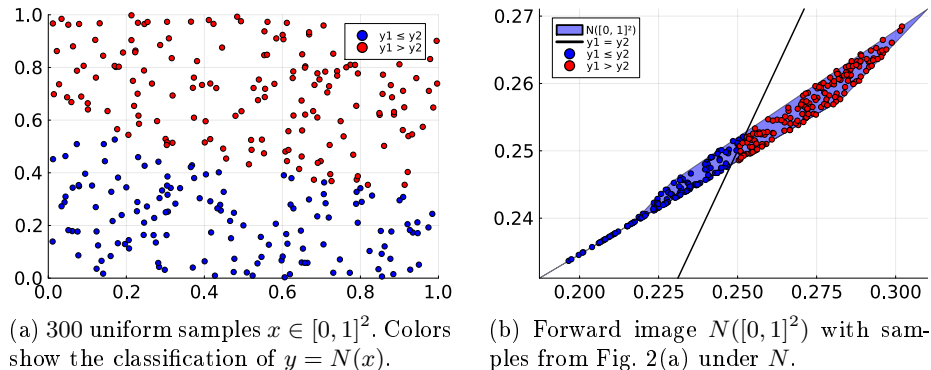 1.0
0.8
0.6
0.4
0.2
0.0
0.0 0.2 0.4 0.6 0.8 1.0
y1 ≤ y2
y1 > y2
(a) 300 uniform samples x ∈ [0, 1]². Colors
show the classification of y = N(x).
0.27
0.26
0.25
0.24
0.200 0.225 0.250 0.275 0.300
N([0, 1]²)
y1 = y2
y1 ≤ y2
y1 > y2
(b) Forward image N([0, 1]²) with sam-
ples from Fig. 2(a) under N.